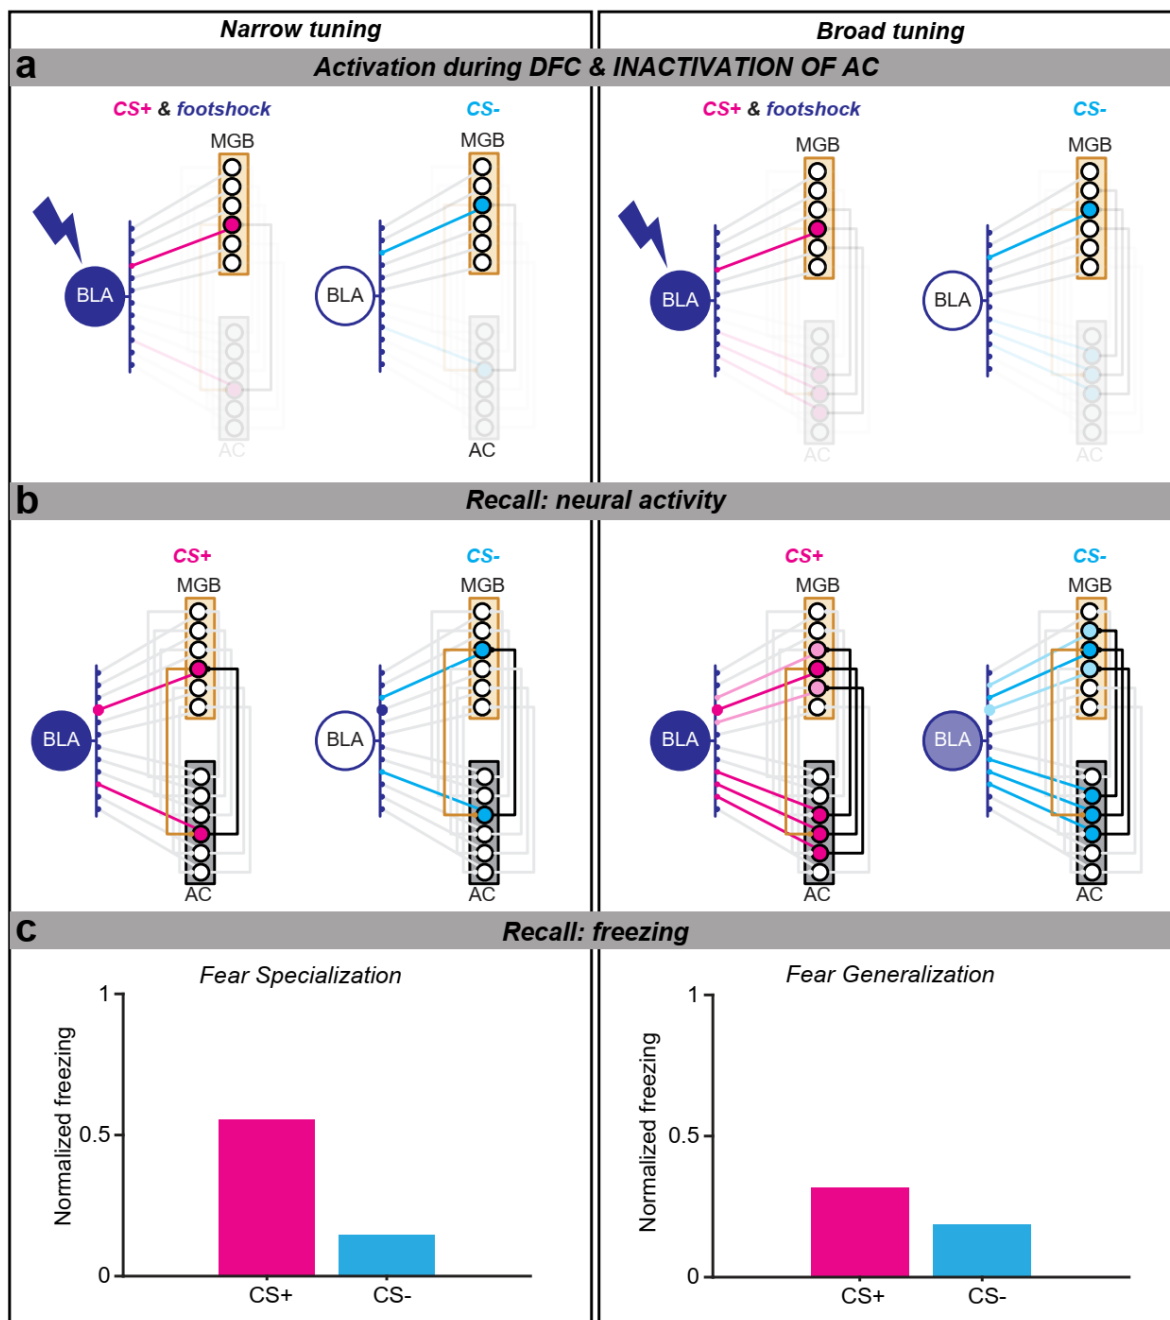 Narrow tuning
Broad tuning
a
Activation during DFC & INACTIVATION OF AC
CS+ & footshock
CS-
MGB
MGB
BLA
BLA
AC
AC
CS+ & footshock
CS-
MGB
MGB
BLA
BLA
AC
AC
b
Recall: neural activity
CS+
CS-
MGB
MGB
BLA
BLA
AC
AC
CS+
CS-
MGB
MGB
BLA
BLA
AC
AC
c
Recall: freezing
Fear Specialization
Normalized freezing
1
0.5
0
CS+
CS-
Fear Generalization
Normalized freezing
1
0.5
0
CS+
CS-